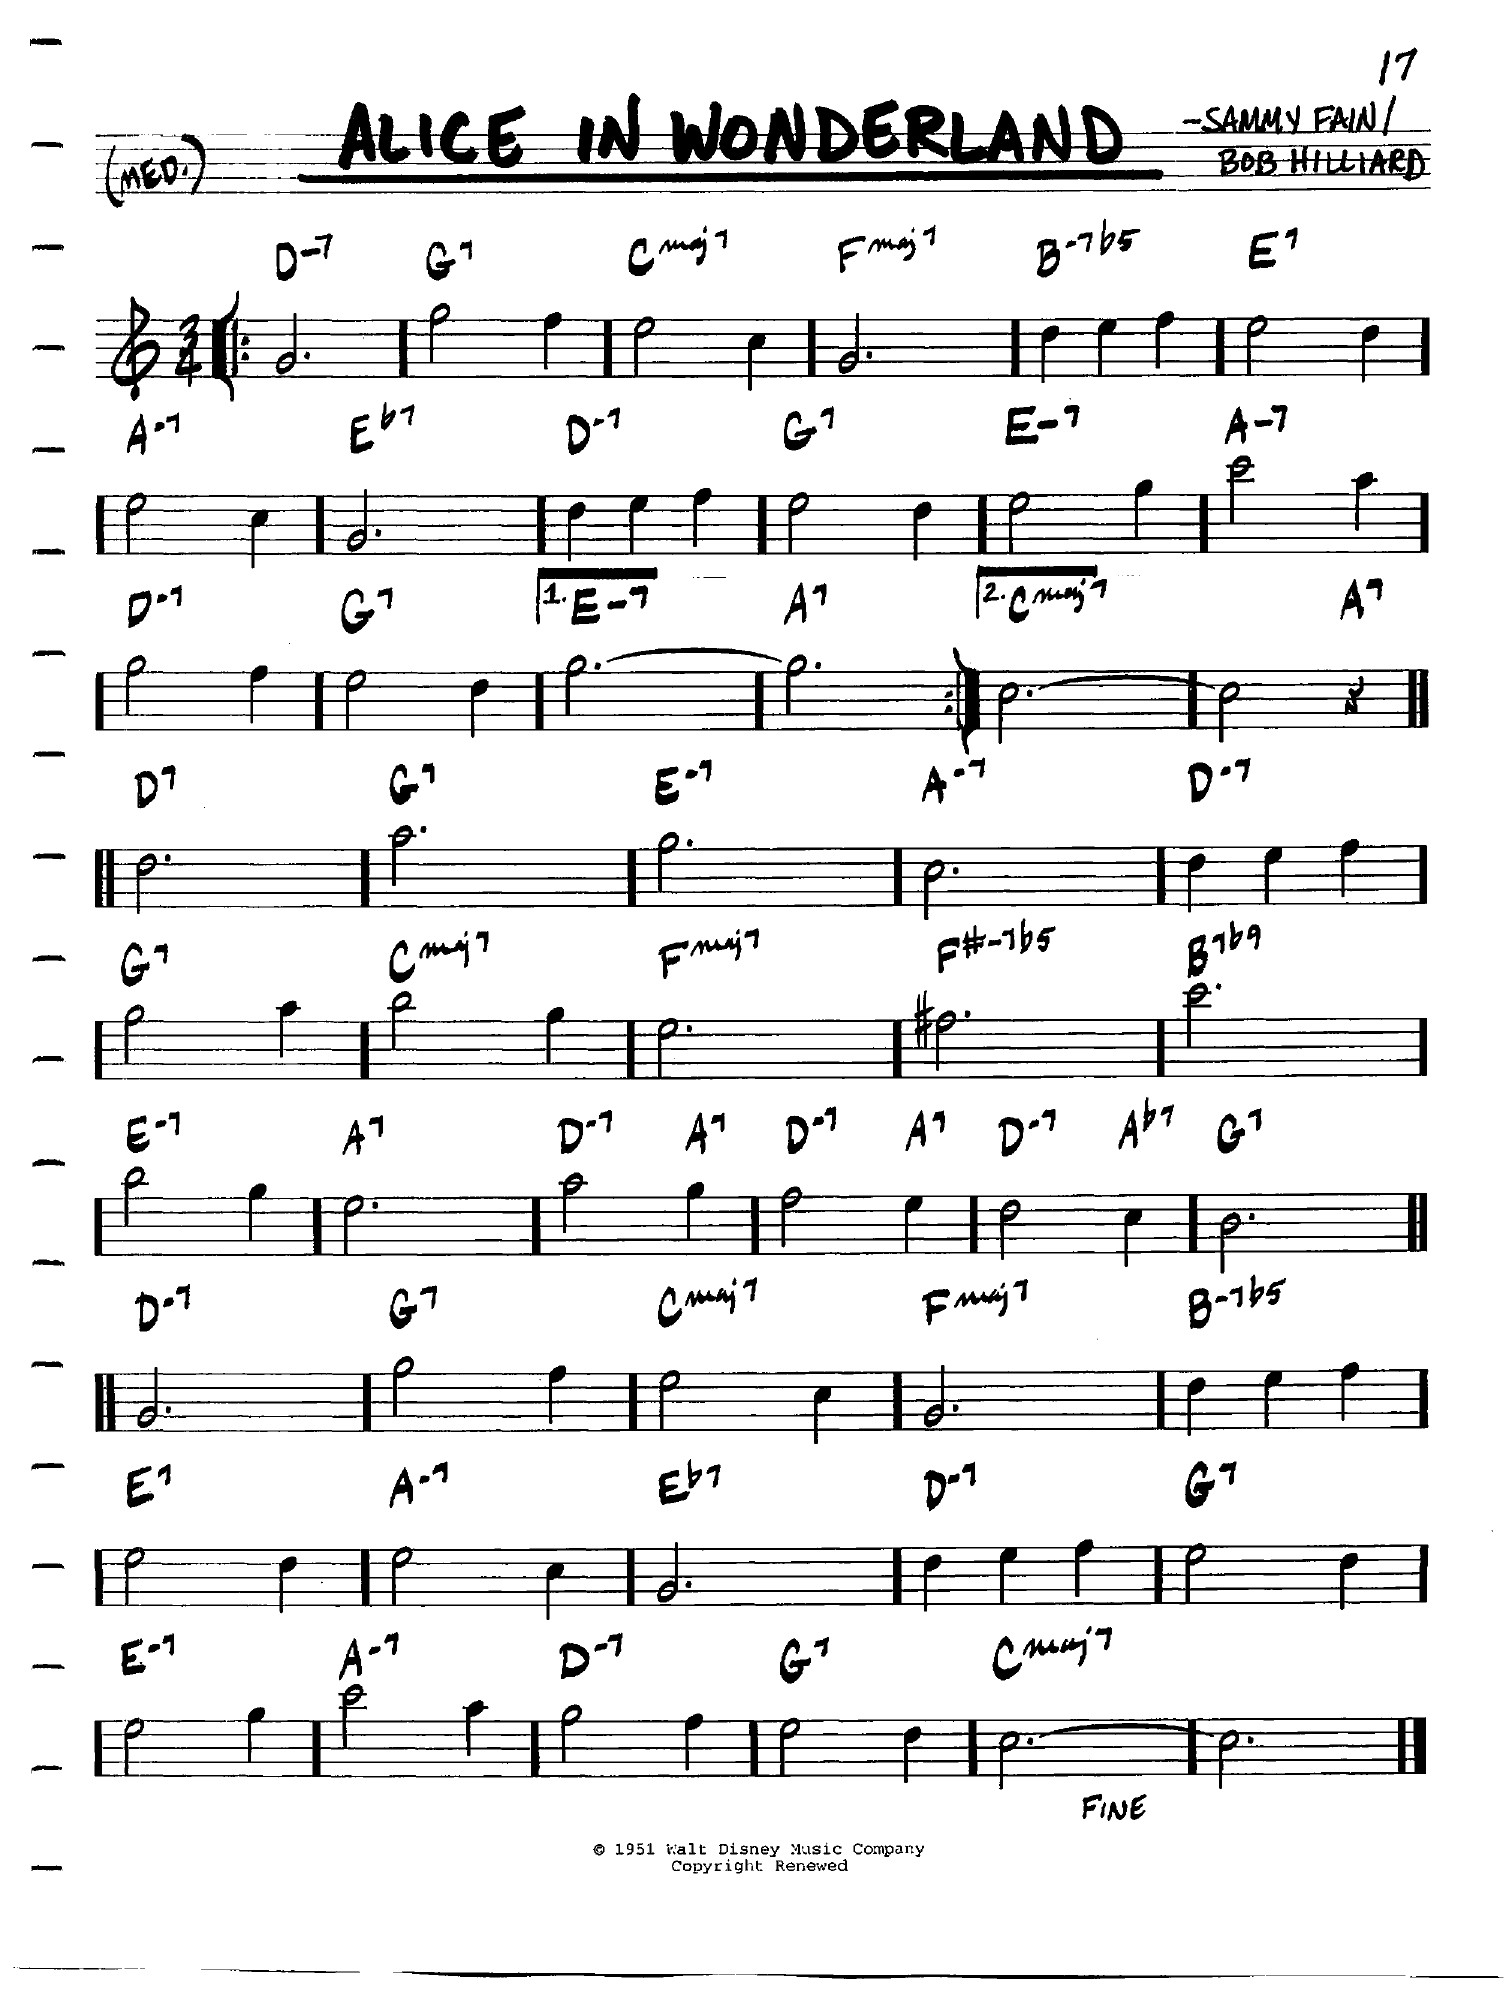 17
ALICE IN WONDERLAND
-SAMMY FAIN/
BOB HILLIARD
(MED.)
D-7 G7 Cmaj7 Fmaj7 B-7b5 E7
3/4
A-7 Eb7 D-7 G7 E-7 A-7
D-7 G7 1. E-7 A7 2. Cmaj7 A7
D7 G7 E-7 A-7 D-7
G7 Cmaj7 Fmaj7 F#-7b5 B7b9
E-7 A7 D-7 A7 D-7 A7 D-7 Ab7 G7
D-7 G7 Cmaj7 Fmaj7 B-7b5
E7 A-7 Eb7 D-7 G7
E-7 A-7 D-7 G7 Cmaj7
FINE
© 1951 Walt Disney Music Company
Copyright Renewed